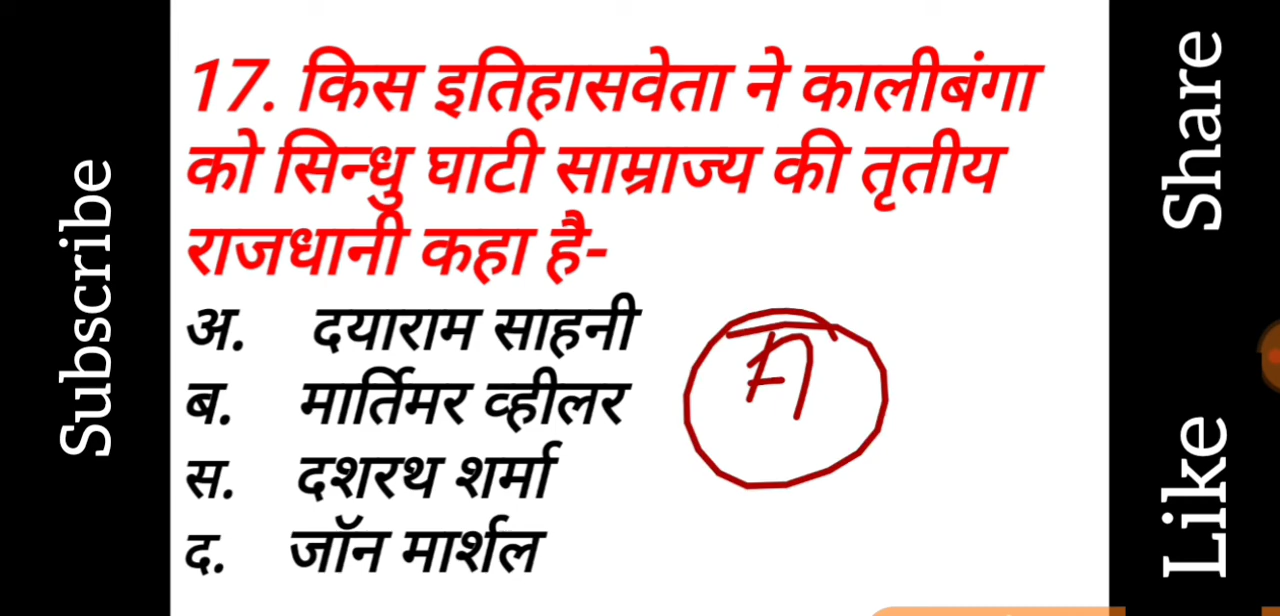 17. किस इतिहासवेता ने कालीबंगा
को सिन्धु घाटी साम्राज्य की तृतीय
राजधानी कहा है-
अ. दयाराम साहनी
ब. मार्तिमर व्हीलर
स. दशरथ शर्मा
द. जॉन मार्शल
Subscribe
Share
Like